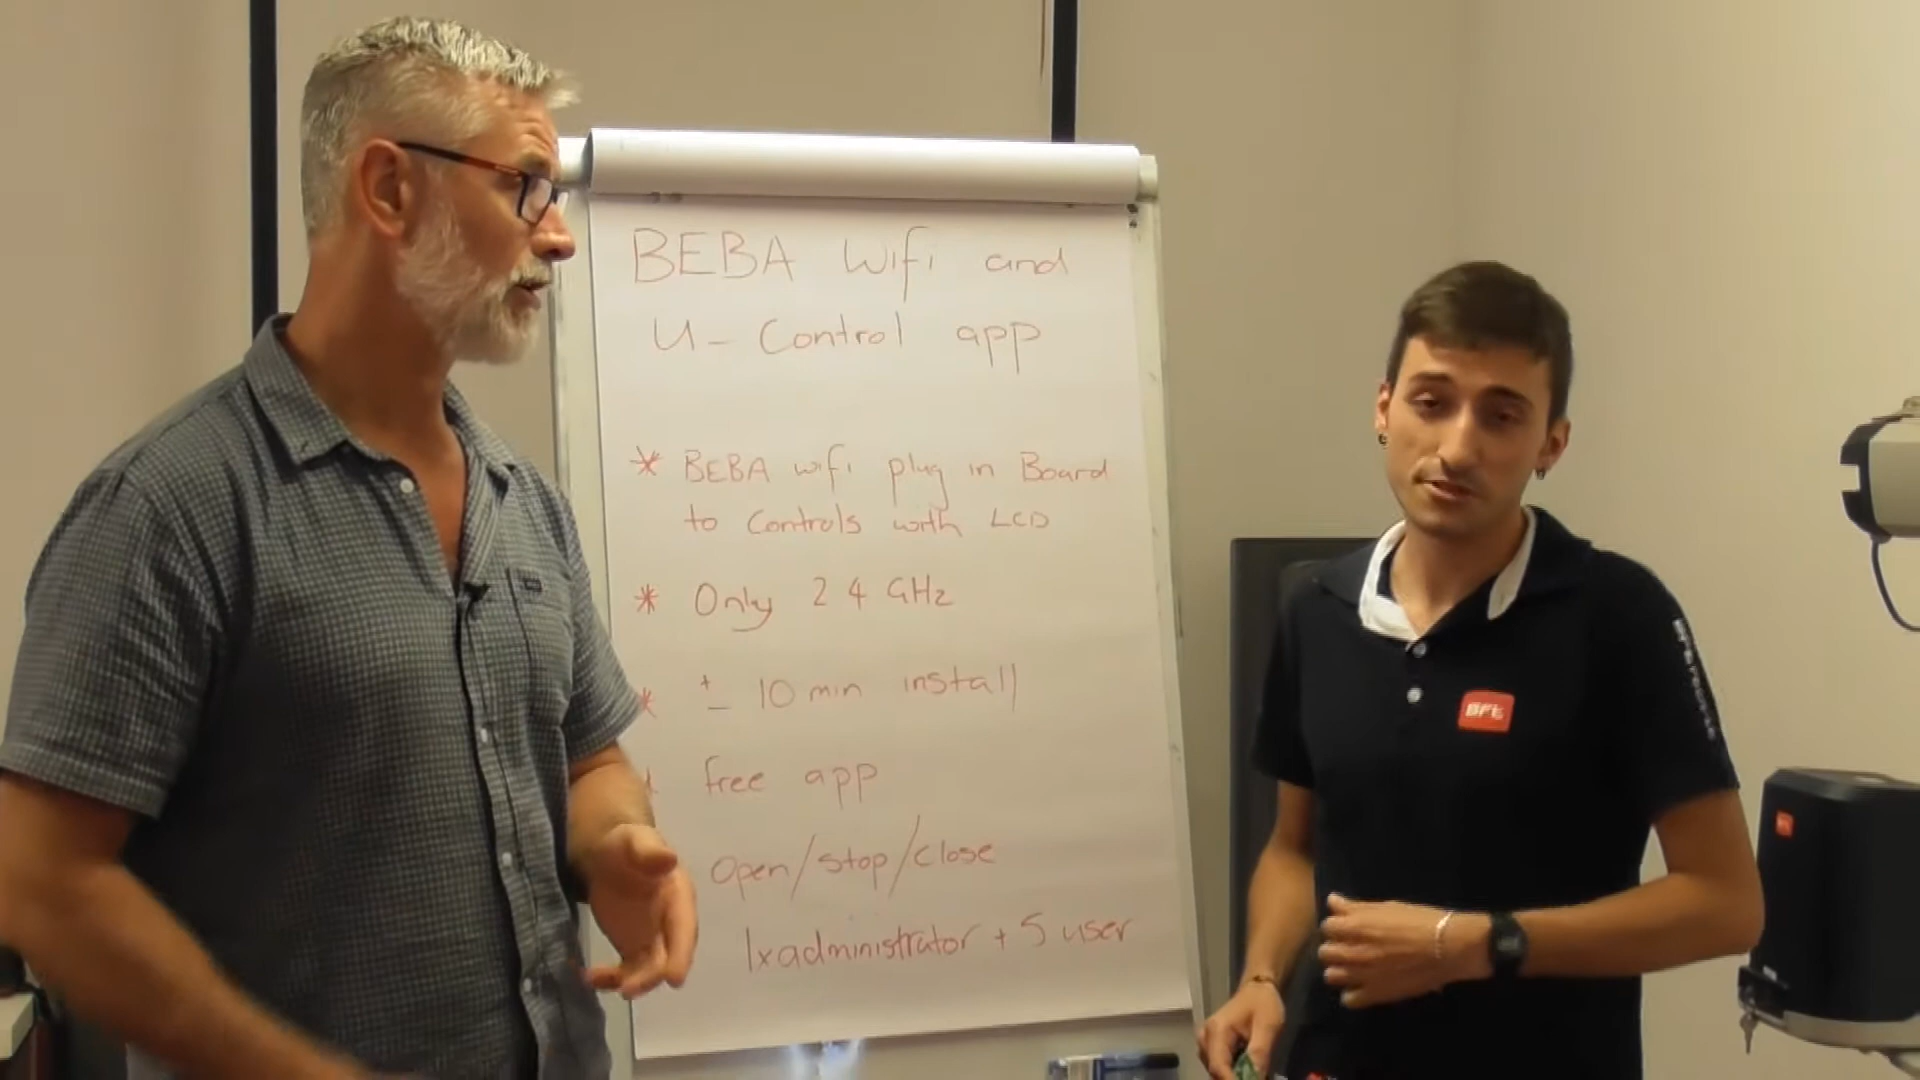 BEBA Wifi and
U - Control app
* BEBA wifi plug in Board
to Controls with LCD
* Only 2 4 GHz
* ± 10 min install
* free app
Open/stop/close
1xadministrator + 5 user
BFt